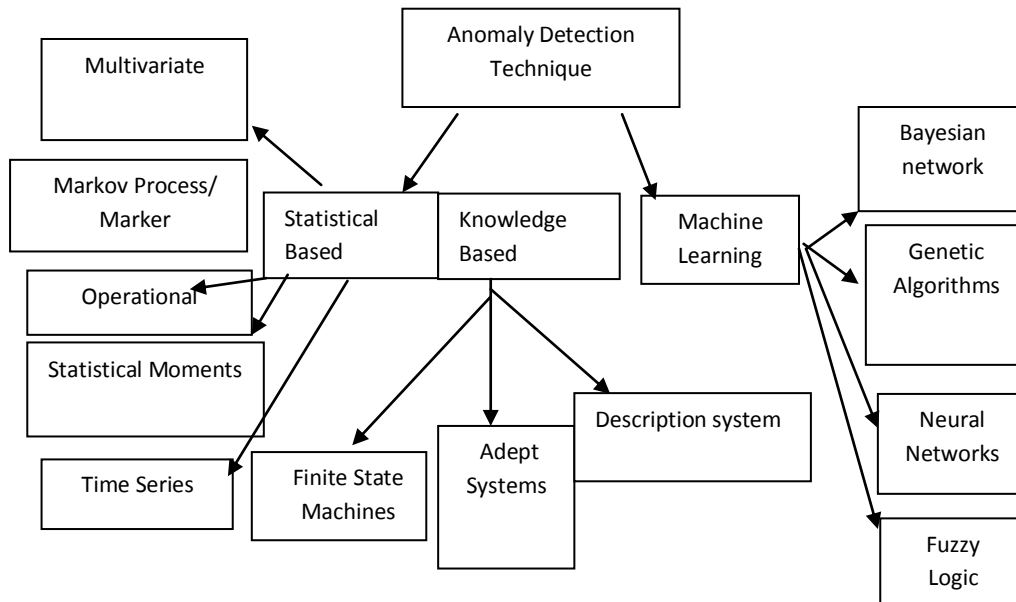 Anomaly Detection
Technique
Multivariate
Bayesian
network
Markov Process/
Marker
Statistical
Based
Knowledge
Based
Machine
Learning
Genetic
Algorithms
Operational
Statistical Moments
Description system
Neural
Networks
Adept
Systems
Time Series
Finite State
Machines
Fuzzy
Logic